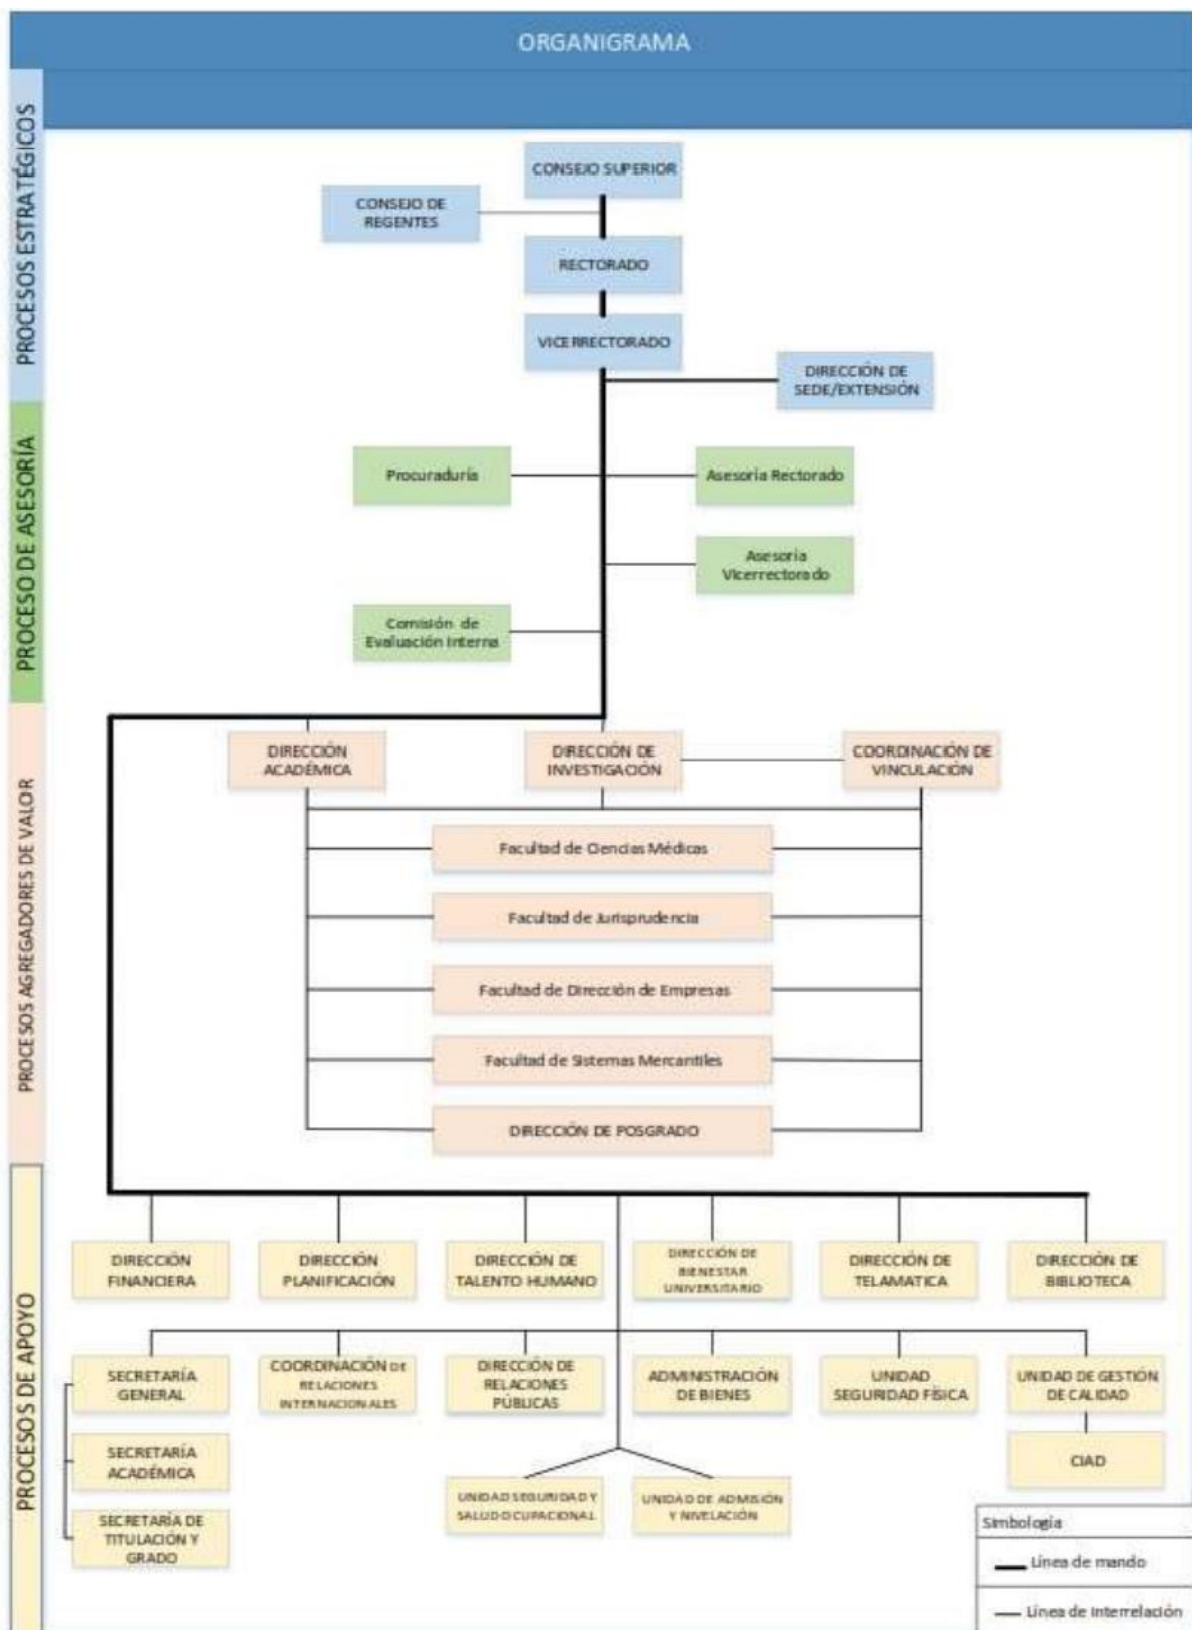 ORGANIGRAMA
PROCESOS ESTRATÉGICOS
CONSEJO SUPERIOR
CONSEJO DE
REGENTES
RECTORADO
VICERRECTORADO
DIRECCIÓN DE
SEDE/EXTENSIÓN
PROCESO DE ASESORÍA
Procuraduría
Asesoría Rectorado
Asesoría
Vicerrectorado
Comisión de
Evaluación Interna
PROCESOS AGREGADORES DE VALOR
DIRECCIÓN
ACADÉMICA
DIRECCIÓN DE
INVESTIGACIÓN
COORDINACIÓN DE
VINCULACIÓN
Facultad de Ciencias Médicas
Facultad de Jurisprudencia
Facultad de Dirección de Empresas
Facultad de Sistemas Mercantiles
DIRECCIÓN DE POSGRADO
PROCESOS DE APOYO
DIRECCIÓN
FINANCIERA
DIRECCIÓN
PLANIFICACIÓN
DIRECCIÓN DE
TALENTO HUMANO
DIRECCIÓN DE
BIENESTAR
UNIVERSITARIO
DIRECCIÓN DE
TELAMATICA
DIRECCIÓN DE
BIBLIOTECA
SECRETARÍA
GENERAL
COORDINACIÓN DE
RELACIONES
INTERNACIONALES
DIRECCIÓN DE
RELACIONES
PÚBLICAS
ADMINISTRACIÓN
DE BIENES
UNIDAD
SEGURIDAD FÍSICA
UNIDAD DE GESTIÓN
DE CALIDAD
SECRETARÍA
ACADÉMICA
CIAD
UNIDAD SEGURIDAD Y
SALUD OCUPACIONAL
UNIDAD DE ADMISIÓN
Y NIVELACIÓN
SECRETARÍA DE
TITULACIÓN Y
GRADO
Simbología
Línea de mando
Línea de interrelación